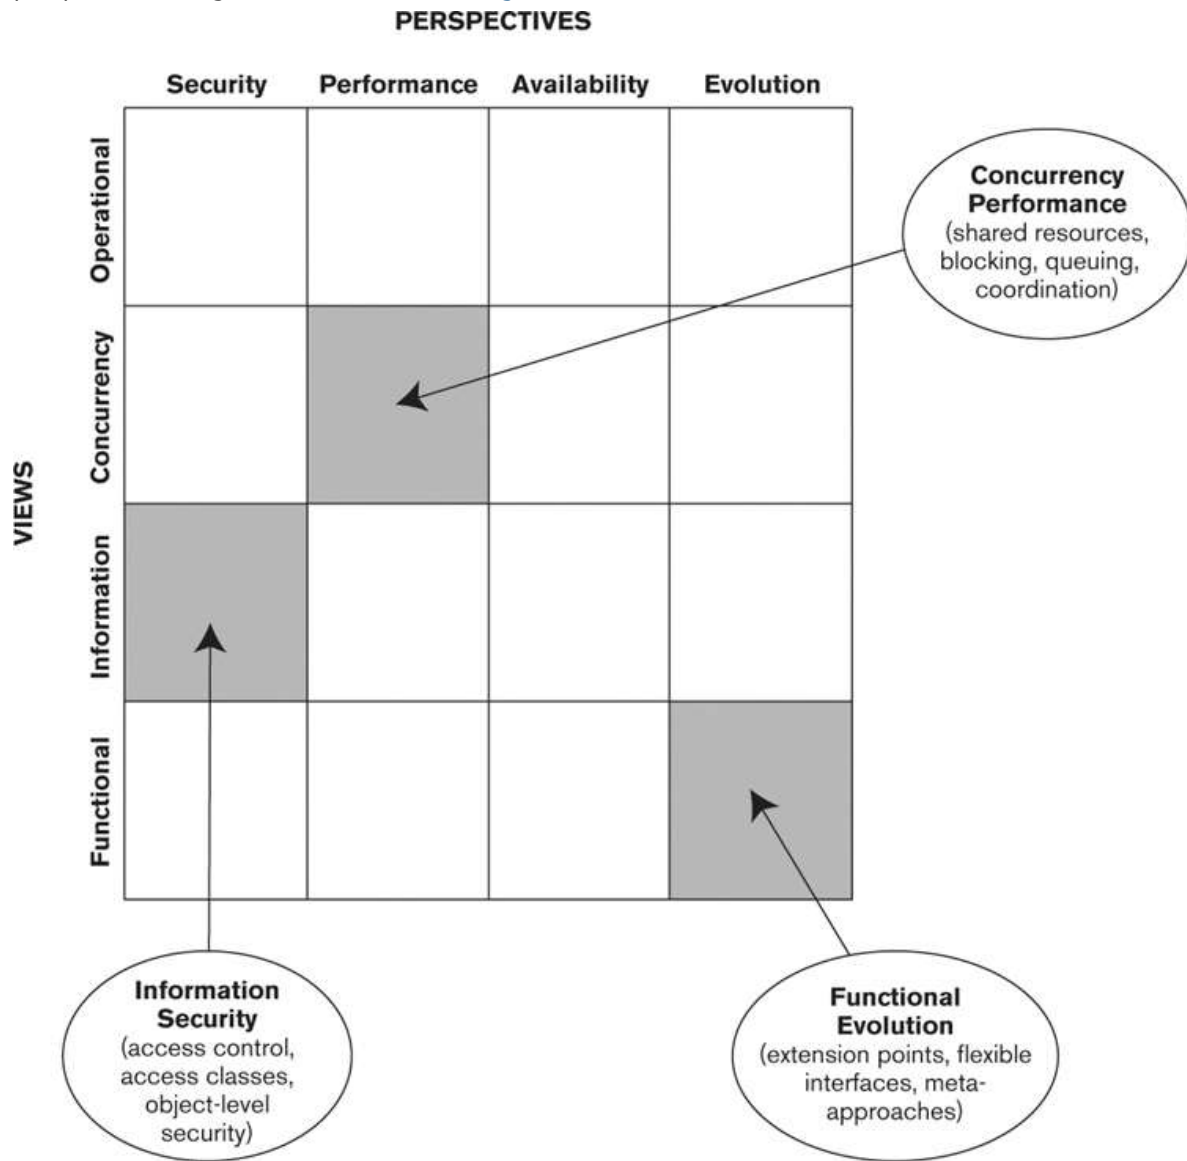 PERSPECTIVES
Security Performance Availability Evolution
VIEWS
Operational
Concurrency
Information
Functional
Concurrency
Performance
(shared resources,
blocking, queuing,
coordination)
Information
Security
(access control,
access classes,
object-level
security)
Functional
Evolution
(extension points, flexible
interfaces, meta-
approaches)